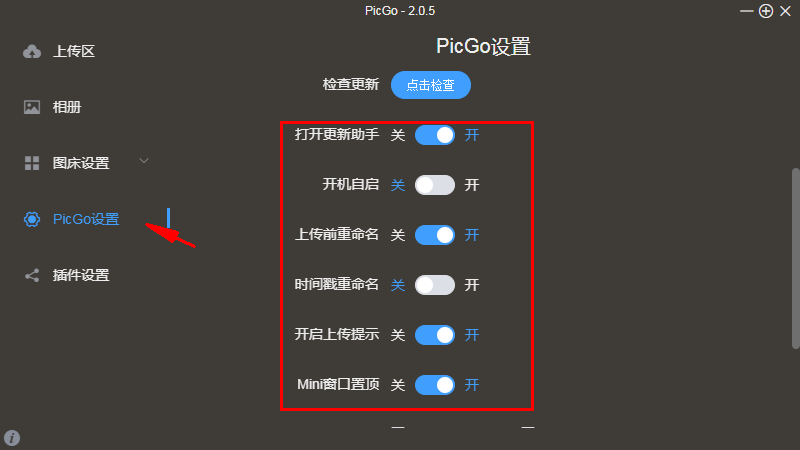 PicGo - 2.0.5
上传区
相册
图床设置
PicGo设置
插件设置
PicGo设置
检查更新 点击检查
打开更新助手 关 开
开机自启 关 开
上传前重命名 关 开
时间戳重命名 关 开
开启上传提示 关 开
Mini窗口置顶 关 开